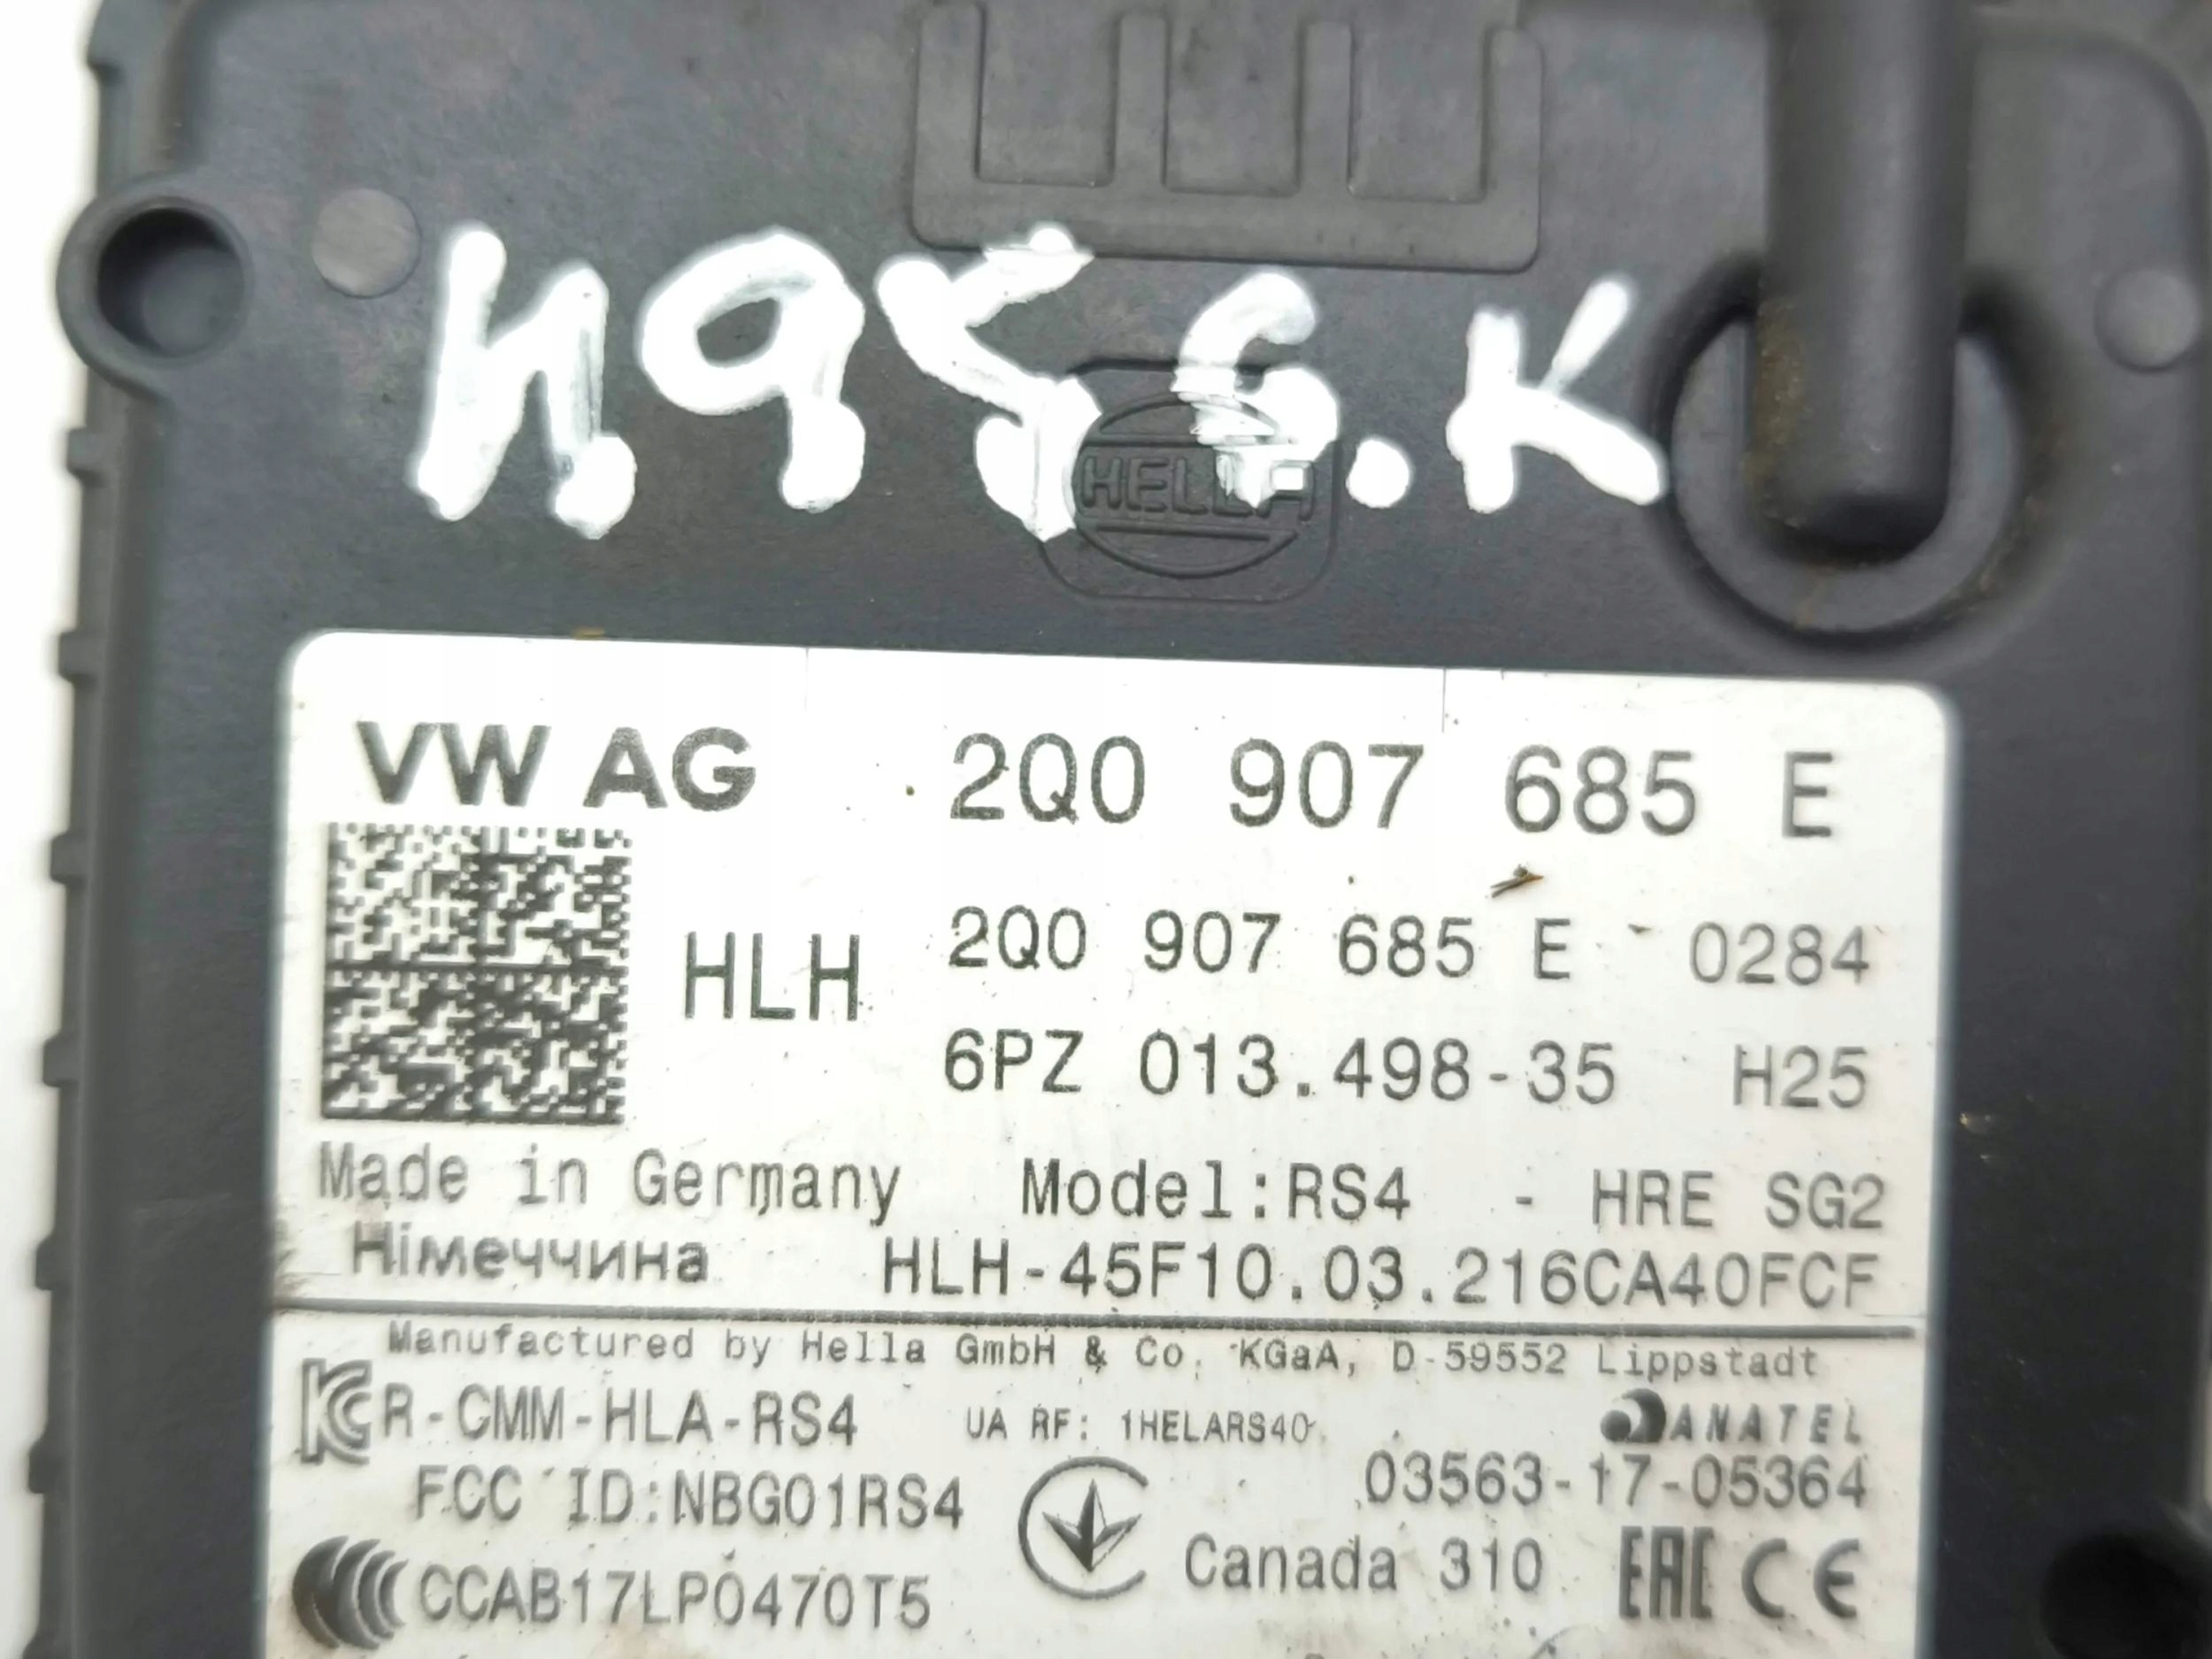 И.956.К
HELLA
VW AG 2Q0 907 685 E
HLH 2Q0 907 685 E 0284
6PZ 013.498-35 H25
Made in Germany Model:RS4 - HRE SG2
Німеччина HLH-45F10.03.216CA40FCF
Manufactured by Hella GmbH & Co. KGaA, D-59552 Lippstadt
R-CMM-HLA-RS4 UA RF: 1HELARS40 ANATEL
FCC ID:NBG01RS4 03563-17-05364
CCAB17LP0470T5 Canada 310 EAC CE